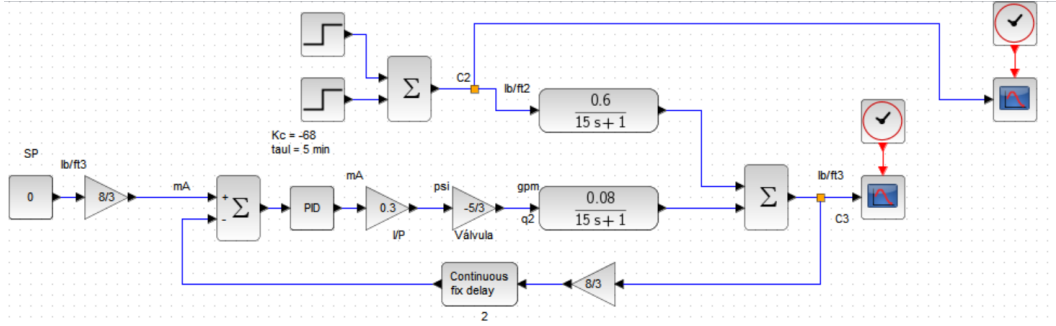 C2
lb/ft2
0.6
15 s + 1
Σ
Kc = -68
tauI = 5 min
SP
lb/ft3
0
8/3
mA
+
-
Σ
PID
mA
0.3
I/P
psi
-5/3
Válvula
gpm
q2
0.08
15 s + 1
Σ
lb/ft3
C3
Continuous
fix delay
2
8/3